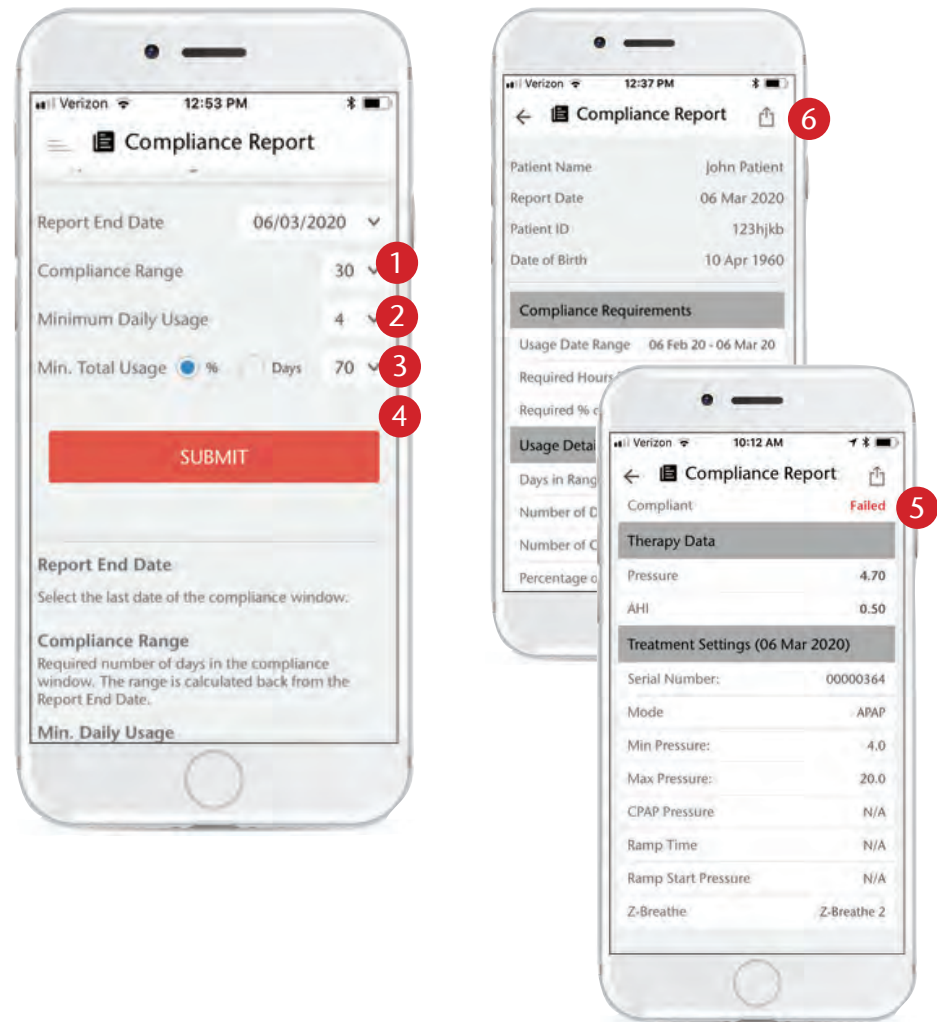 Verizon 12:53 PM
Compliance Report
Report End Date 06/03/2020
Compliance Range 30 1
Minimum Daily Usage 4 2
Min. Total Usage % Days 70 3
4
SUBMIT
Report End Date
Select the last date of the compliance window.
Compliance Range
Required number of days in the compliance
window. The range is calculated back from the
Report End Date.
Min. Daily Usage
Verizon 12:37 PM
Compliance Report 6
Patient Name John Patient
Report Date 06 Mar 2020
Patient ID 123hjkb
Date of Birth 10 Apr 1960
Compliance Requirements
Usage Date Range 06 Feb 20 - 06 Mar 20
Required Hours
Required %
Usage Detai
Days in Rang
Number of D
Number of C
Percentage o
Verizon 10:12 AM
Compliance Report
Compliant Failed 5
Therapy Data
Pressure 4.70
AHI 0.50
Treatment Settings (06 Mar 2020)
Serial Number: 00000364
Mode APAP
Min Pressure: 4.0
Max Pressure: 20.0
CPAP Pressure N/A
Ramp Time N/A
Ramp Start Pressure N/A
Z-Breathe Z-Breathe 2